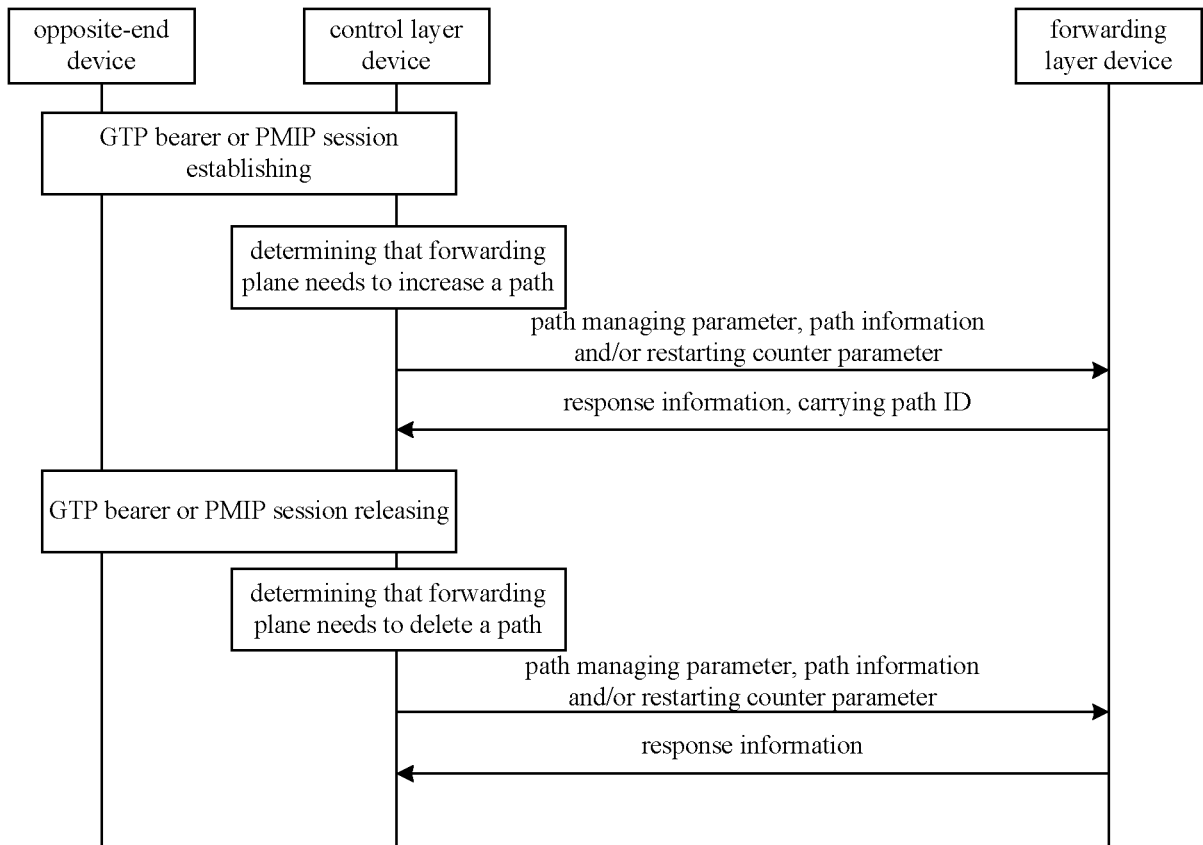 opposite-end
device
control layer
device
forwarding
layer device
GTP bearer or PMIP session
establishing
determining that forwarding
plane needs to increase a path
path managing parameter, path information
and/or restarting counter parameter
response information, carrying path ID
GTP bearer or PMIP session releasing
determining that forwarding
plane needs to delete a path
path managing parameter, path information
and/or restarting counter parameter
response information